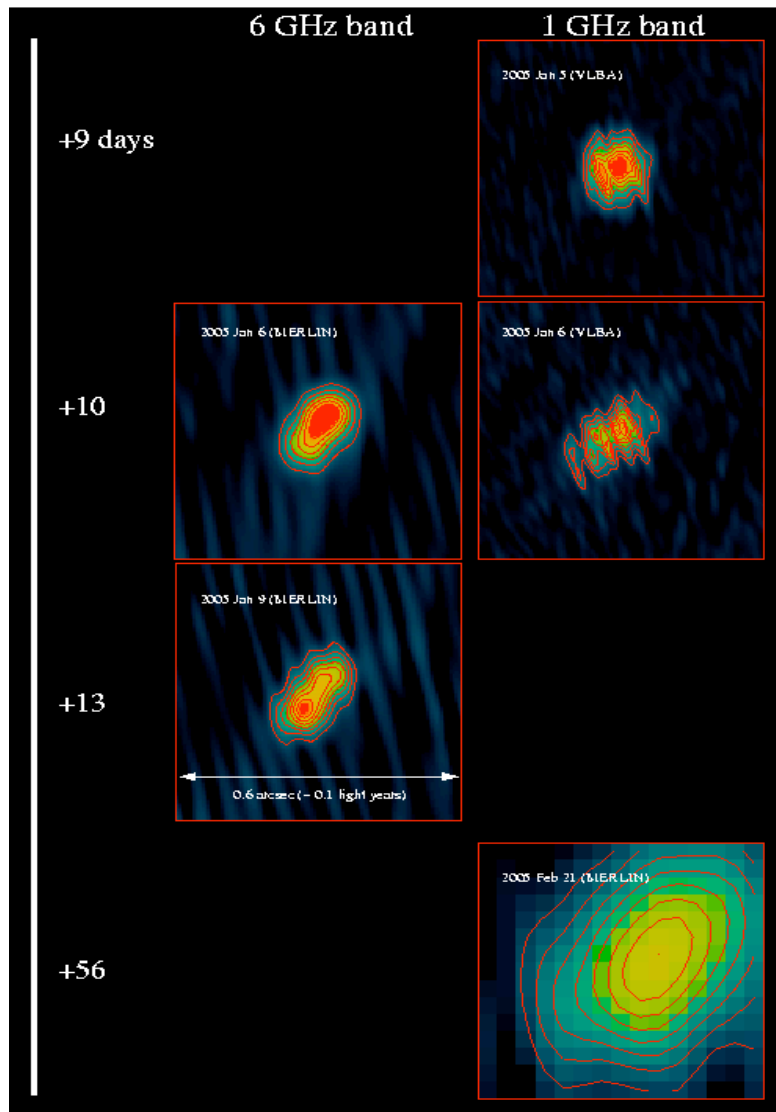 6 GHz band
1 GHz band
2005 Jan 5 (VLBA)
+9 days
2005 Jan 6 (MERLIN)
2005 Jan 6 (VLBA)
+10
2005 Jan 9 (MERLIN)
+13
0.6 arcsec (~ 0.1 light years)
2005 Feb 21 (MERLIN)
+56